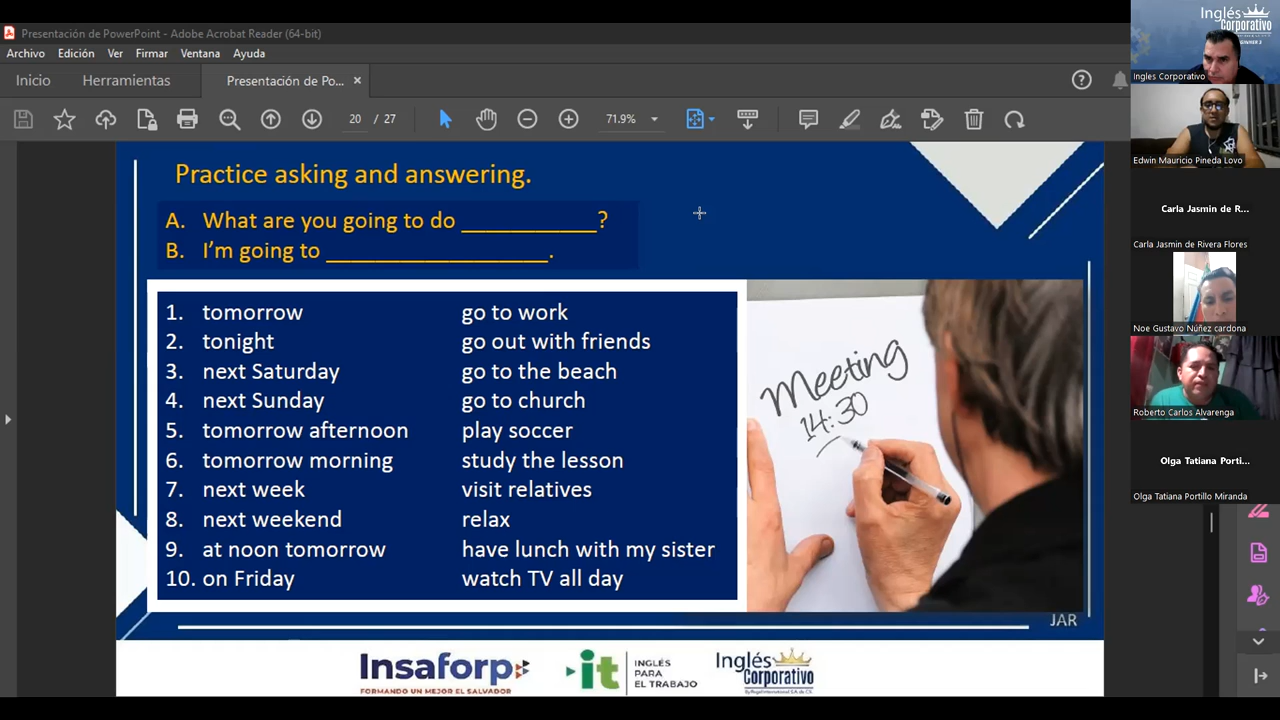 Presentación de PowerPoint - Adobe Acrobat Reader (64-bit)
Archivo Edición Ver Firmar Ventana Ayuda
Inicio Herramientas Presentación de Po... ×
20 / 27 71.9%
Practice asking and answering.
A. What are you going to do ___________?
B. I'm going to ____________________.
1. tomorrow go to work
2. tonight go out with friends
3. next Saturday go to the beach
4. next Sunday go to church
5. tomorrow afternoon play soccer
6. tomorrow morning study the lesson
7. next week visit relatives
8. next weekend relax
9. at noon tomorrow have lunch with my sister
10. on Friday watch TV all day
Meeting
14:30
JAR
Insaforp
FORMANDO UN MEJOR EL SALVADOR
it
INGLÉS
PARA
EL TRABAJO
Inglés
Corporativo
Inglés
Corporativo
Ingles Corporativo
Edwin Mauricio Pineda Lovo
Carla Jasmin de R...
Carla Jasmin de Rivera Flores
Noe Gustavo Núñez cardona
Roberto Carlos Alvarenga
Olga Tatiana Porti...
Olga Tatiana Portillo Miranda